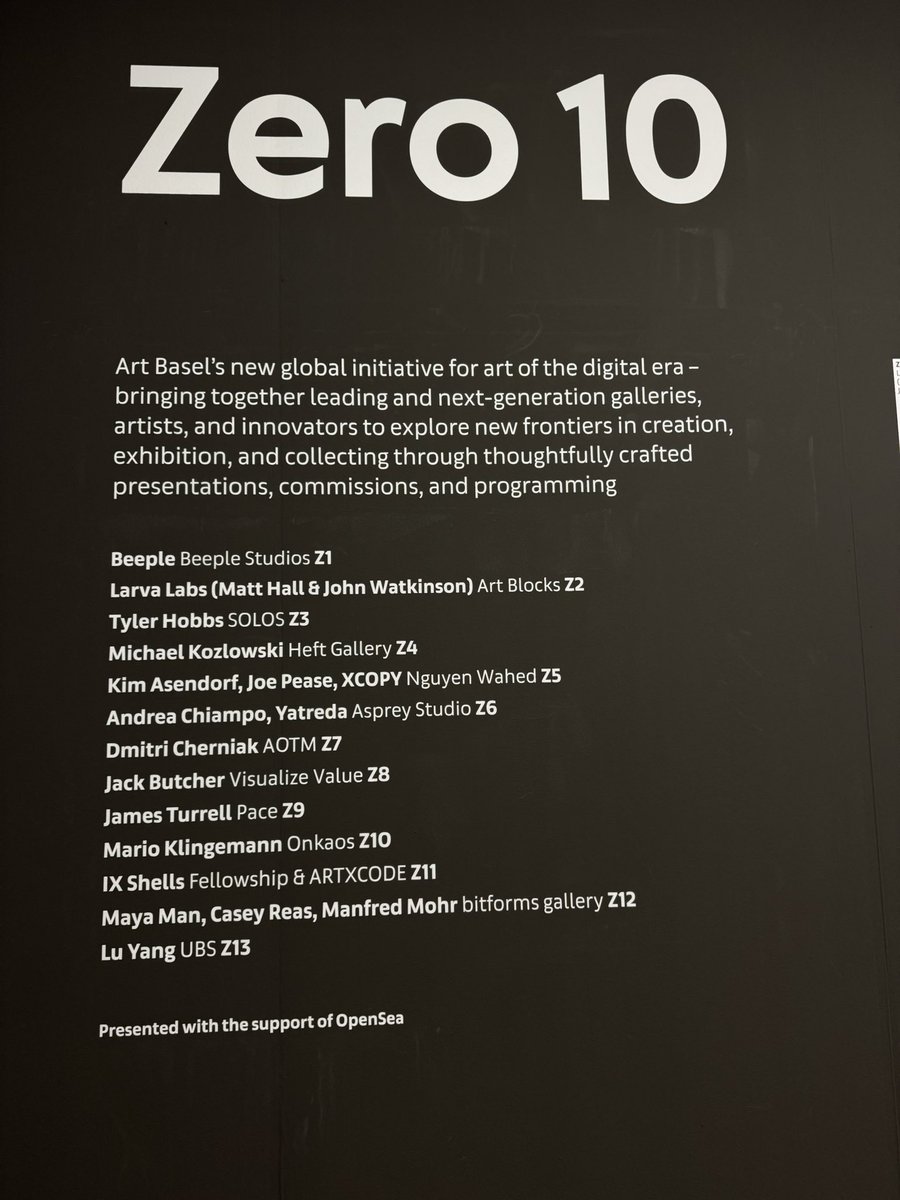 Zero 10
Art Basel’s new global initiative for art of the digital era –
bringing together leading and next-generation galleries,
artists, and innovators to explore new frontiers in creation,
exhibition, and collecting through thoughtfully crafted
presentations, commissions, and programming
Beeple Beeple Studios Z1
Larva Labs (Matt Hall & John Watkinson) Art Blocks Z2
Tyler Hobbs SOLOS Z3
Michael Kozlowski Heft Gallery Z4
Kim Asendorf, Joe Pease, XCOPY Nguyen Wahed Z5
Andrea Chiampo, Yatreda Asprey Studio Z6
Dmitri Cherniak AOTM Z7
Jack Butcher Visualize Value Z8
James Turrell Pace Z9
Mario Klingemann Onkaos Z10
IX Shells Fellowship & ARTXCODE Z11
Maya Man, Casey Reas, Manfred Mohr bitforms gallery Z12
Lu Yang UBS Z13
Presented with the support of OpenSea